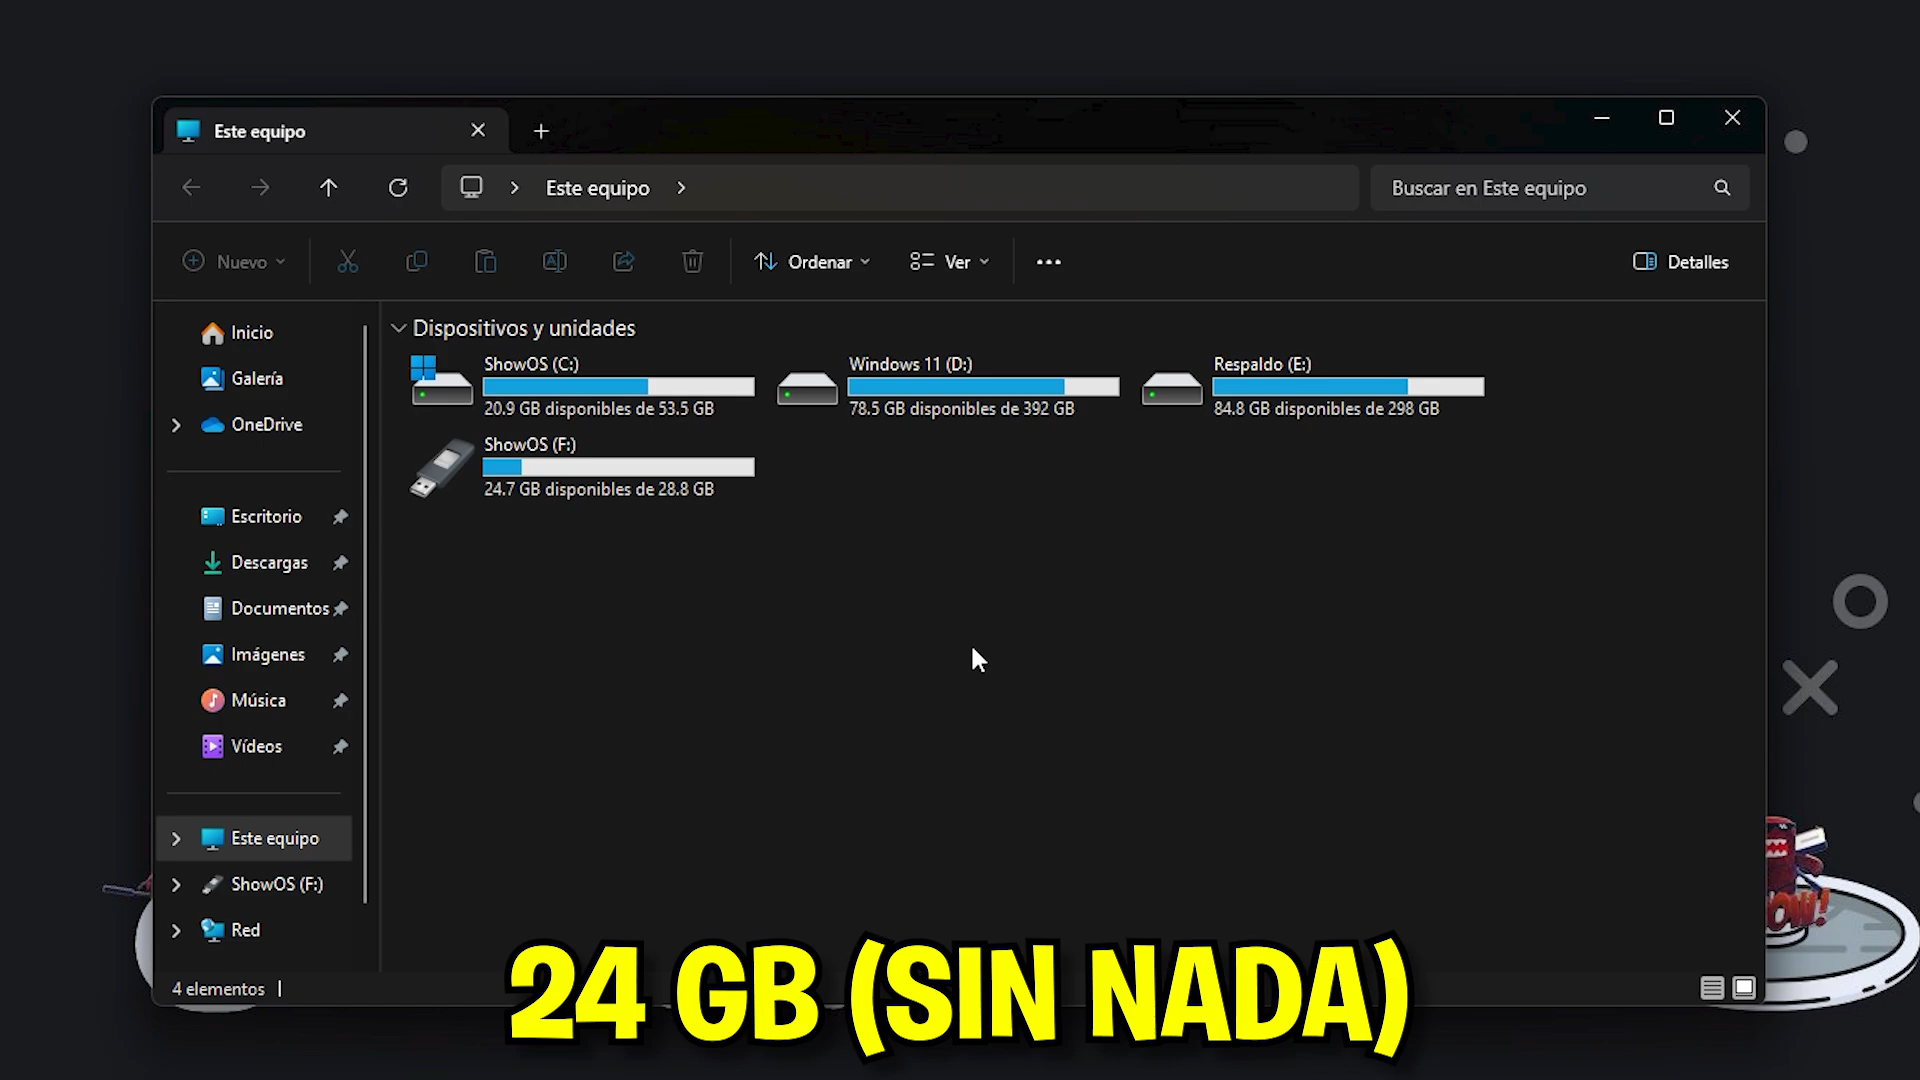 Este equipo
Este equipo
Buscar en Este equipo
Nuevo
Ordenar
Ver
Detalles
Inicio
Galería
OneDrive
Escritorio
Descargas
Documentos
Imágenes
Música
Vídeos
Este equipo
ShowOS (F:)
Red
Dispositivos y unidades
ShowOS (C:)
20.9 GB disponibles de 53.5 GB
Windows 11 (D:)
78.5 GB disponibles de 392 GB
Respaldo (E:)
84.8 GB disponibles de 298 GB
ShowOS (F:)
24.7 GB disponibles de 28.8 GB
4 elementos
24 GB (SIN NADA)